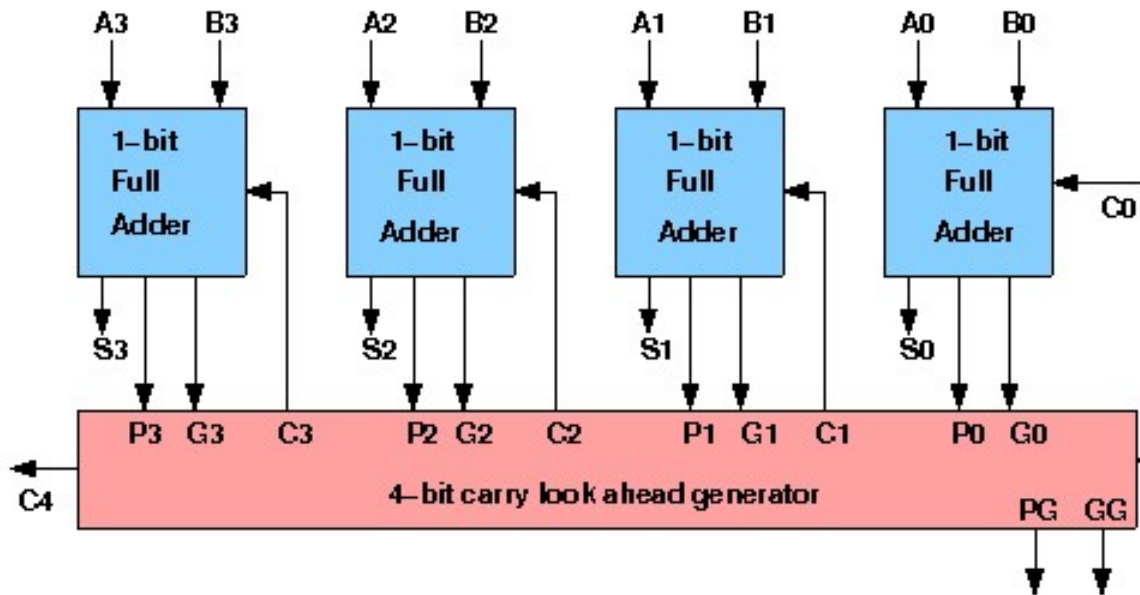 A3 B3 A2 B2 A1 B1 A0 B0
1-bit 1-bit 1-bit 1-bit
Full Full Full Full
Adder Adder Adder Adder
C0
S3 S2 S1 S0
P3 G3 C3 P2 G2 C2 P1 G1 C1 P0 G0
C4
4-bit carry look ahead generator
PG GG